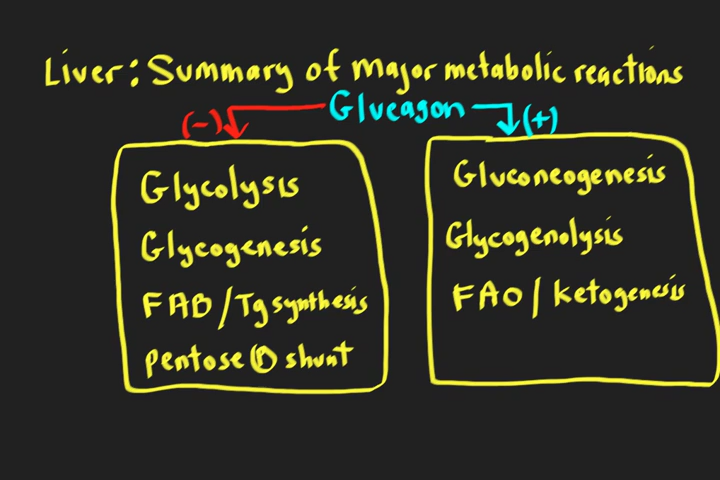 Liver: Summary of Major metabolic reactions
Glucagon
(-)
(+)
Glycolysis
Glycogenesis
FAB/Tg synthesis
Pentose P shunt
Gluconeogenesis
Glycogenolysis
FAO/ketogenesis